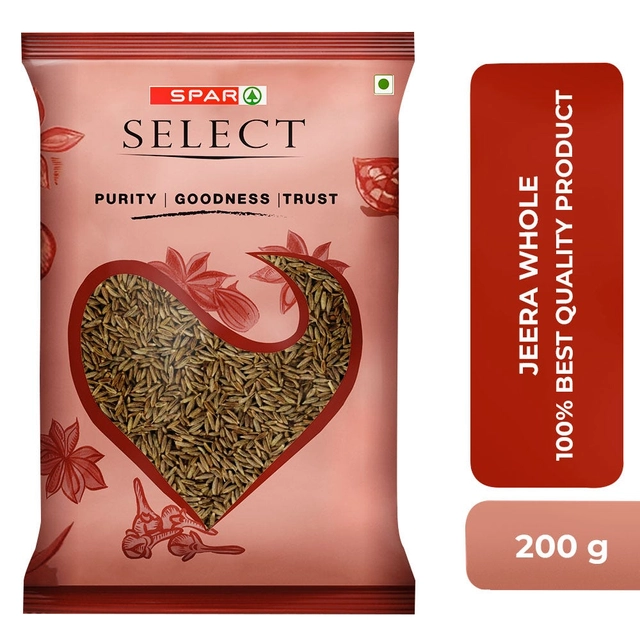 SPAR
SELECT
PURITY | GOODNESS | TRUST
JEERA WHOLE
100% BEST QUALITY PRODUCT
200 g